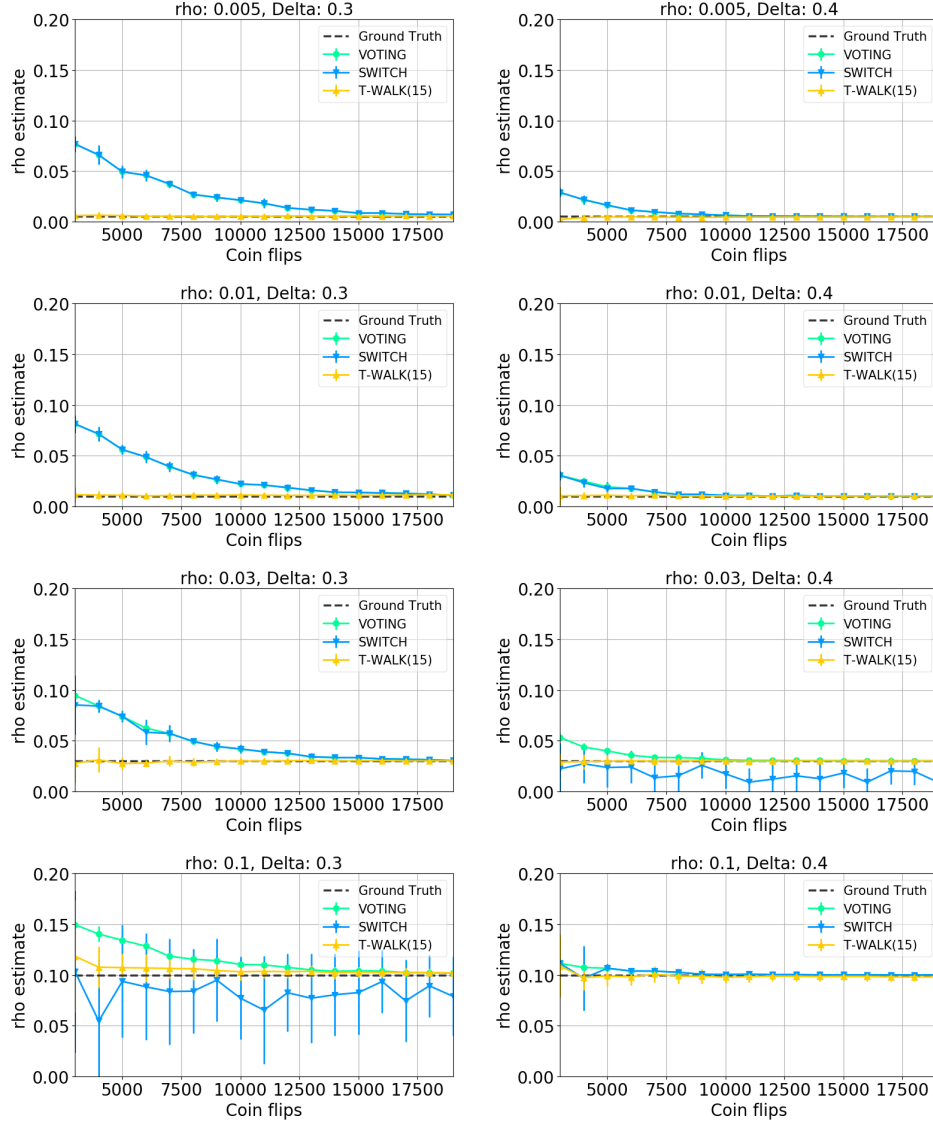 rho: 0.005, Delta: 0.3
rho estimate
0.20
0.15
0.10
0.05
0.00
Ground Truth
VOTING
SWITCH
T-WALK(15)
5000 7500 10000 12500 15000 17500
Coin flips
rho: 0.005, Delta: 0.4
rho estimate
0.20
0.15
0.10
0.05
0.00
Ground Truth
VOTING
SWITCH
T-WALK(15)
5000 7500 10000 12500 15000 17500
Coin flips
rho: 0.01, Delta: 0.3
rho estimate
0.20
0.15
0.10
0.05
0.00
Ground Truth
VOTING
SWITCH
T-WALK(15)
5000 7500 10000 12500 15000 17500
Coin flips
rho: 0.01, Delta: 0.4
rho estimate
0.20
0.15
0.10
0.05
0.00
Ground Truth
VOTING
SWITCH
T-WALK(15)
5000 7500 10000 12500 15000 17500
Coin flips
rho: 0.03, Delta: 0.3
rho estimate
0.20
0.15
0.10
0.05
0.00
Ground Truth
VOTING
SWITCH
T-WALK(15)
5000 7500 10000 12500 15000 17500
Coin flips
rho: 0.03, Delta: 0.4
rho estimate
0.20
0.15
0.10
0.05
0.00
Ground Truth
VOTING
SWITCH
T-WALK(15)
5000 7500 10000 12500 15000 17500
Coin flips
rho: 0.1, Delta: 0.3
rho estimate
0.20
0.15
0.10
0.05
0.00
Ground Truth
VOTING
SWITCH
T-WALK(15)
5000 7500 10000 12500 15000 17500
Coin flips
rho: 0.1, Delta: 0.4
rho estimate
0.20
0.15
0.10
0.05
0.00
Ground Truth
VOTING
SWITCH
T-WALK(15)
5000 7500 10000 12500 15000 17500
Coin flips